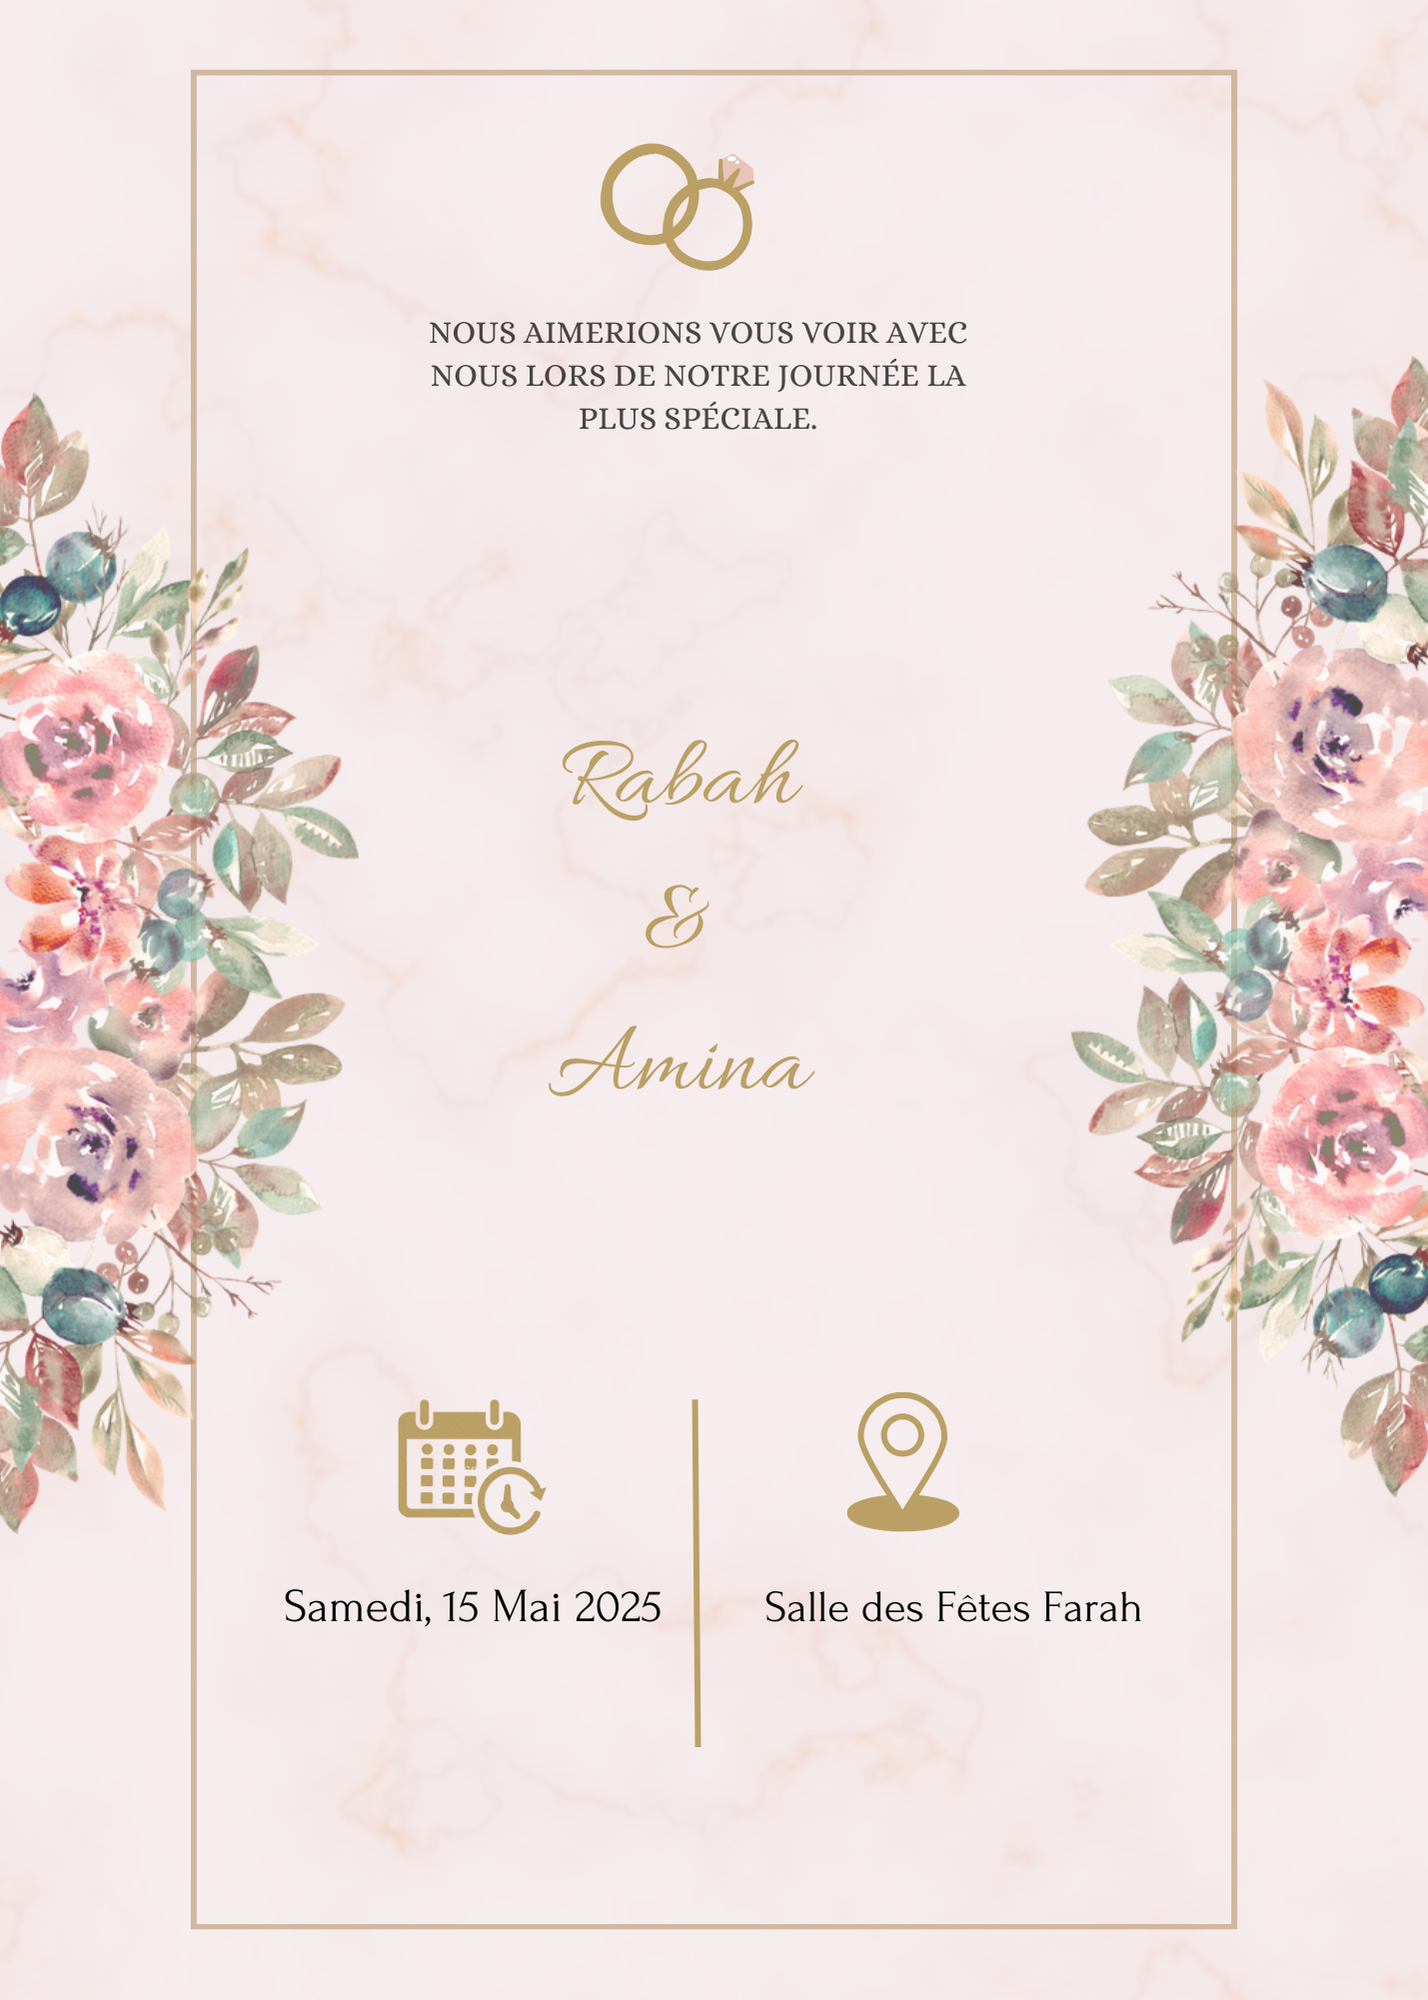 NOUS AIMERIONS VOUS VOIR AVEC
NOUS LORS DE NOTRE JOURNÉE LA
PLUS SPÉCIALE.
Rabah
&
Amina
Samedi, 15 Mai 2025
Salle des Fêtes Farah